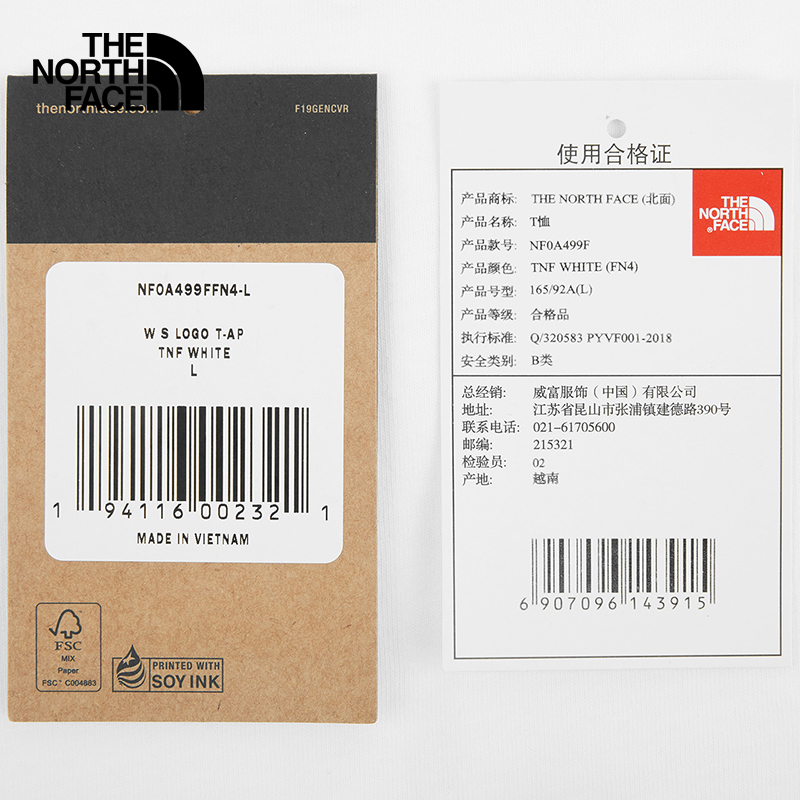 THE
NORTH
FACE
F19GENCVR
NF0A499FFN4-L
W S LOGO T-AP
TNF WHITE
L
1 94116 00232 1
MADE IN VIETNAM
FSC
MIX
Paper
FSC® C004883
PRINTED WITH
SOY INK
使用合格证
THE
NORTH
FACE
产品商标: THE NORTH FACE (北面)
产品名称: T恤
产品款号: NF0A499F
产品颜色: TNF WHITE (FN4)
产品号型: 165/92A(L)
产品等级: 合格品
执行标准: Q/320583 PYVF001-2018
安全类别: B类
总经销: 威富服饰（中国）有限公司
地址: 江苏省昆山市张浦镇建德路390号
联系电话: 021-61705600
邮编: 215321
检验员: 02
产地: 越南
6 907096 143915